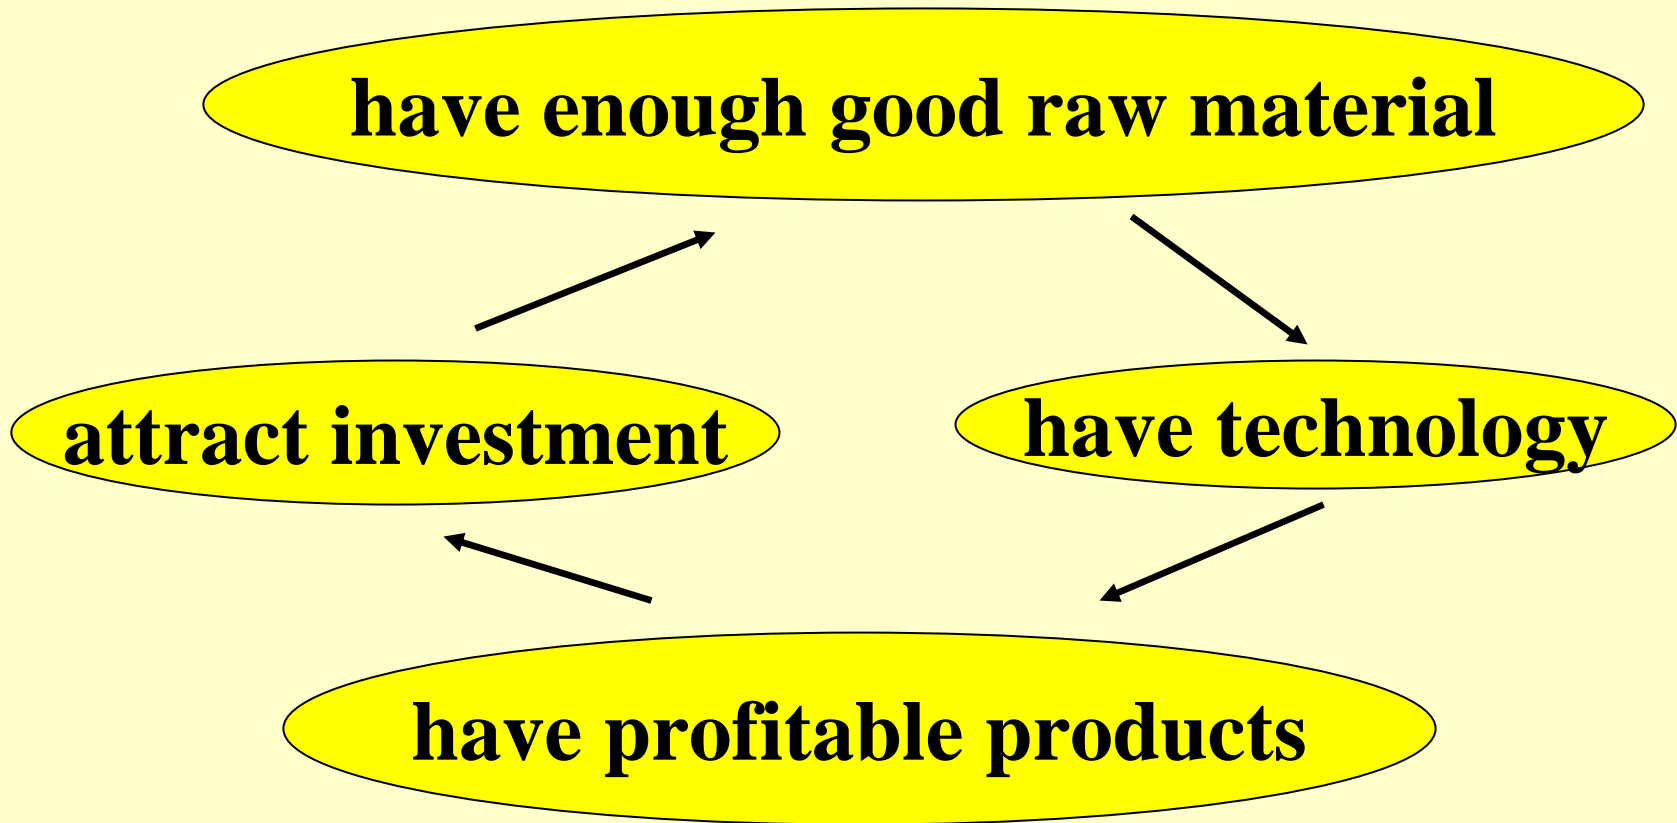 have enough good raw material
attract investment
have technology
have profitable products